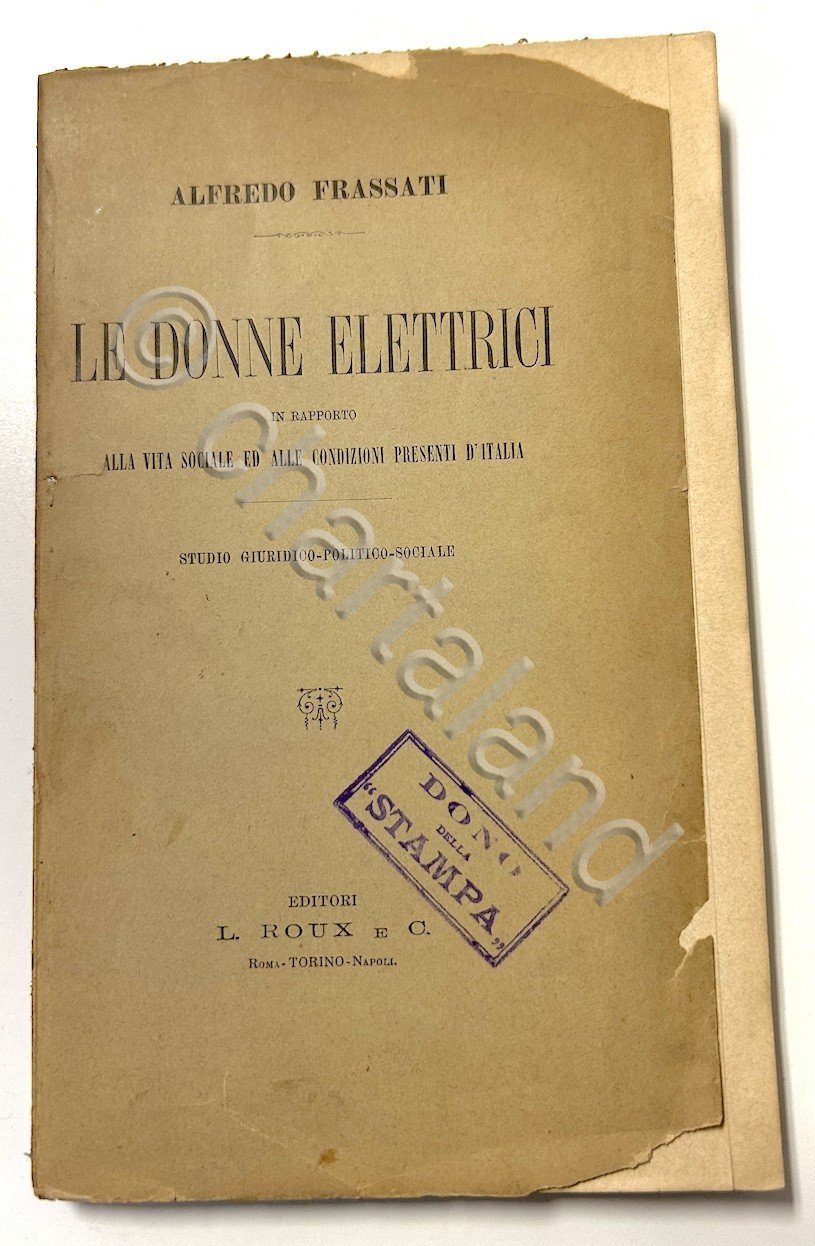 ALFREDO FRASSATI
LE DONNE ELETTRICI
IN RAPPORTO
ALLA VITA SOCIALE ED ALLE CONDIZIONI PRESENTI D'ITALIA
STUDIO GIURIDICO-POLITICO-SOCIALE
DONO
DELLA
"STAMPA„
EDITORI
L. ROUX E C.
ROMA-TORINO-NAPOLI.
© chartaland